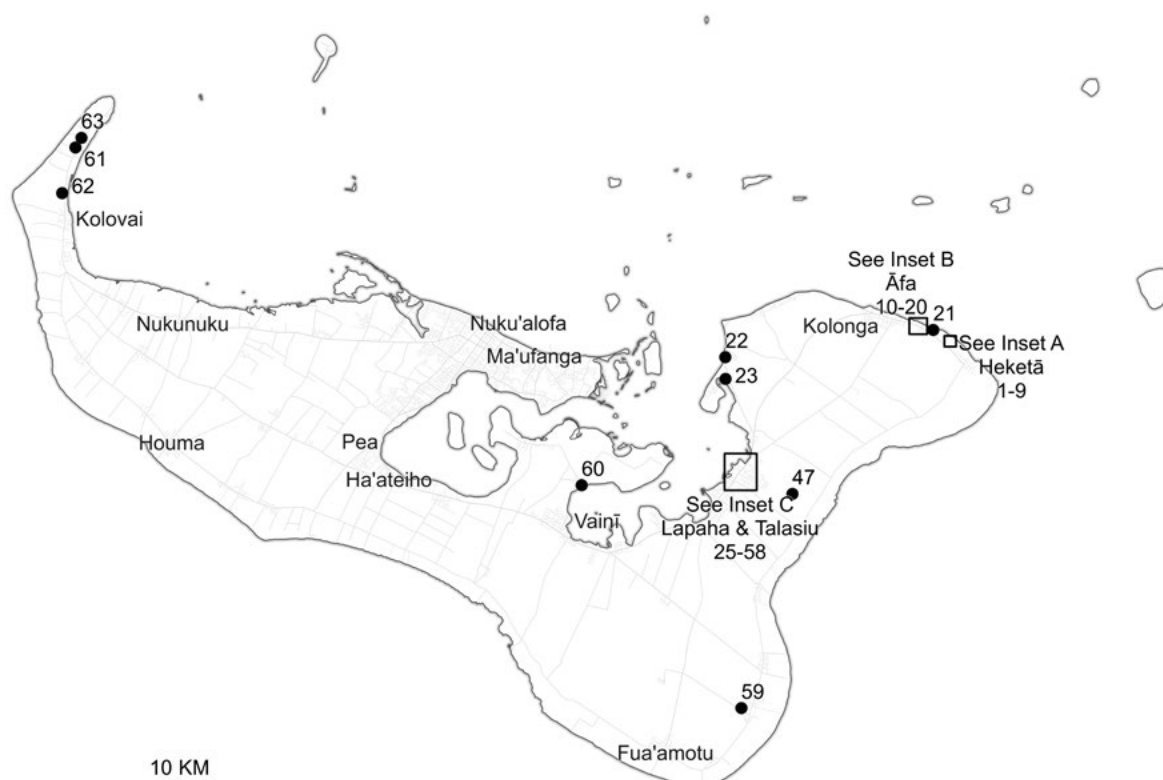 63
61
62
Kolovai
See Inset B
Āfa
10-20
21
Nukunuku
Nuku'alofa
Kolonga
See Inset A
Heketā
1-9
Ma'ufanga
22
23
Houma
Pea
Ha'ateiho
60
47
Vainī
See Inset C
Lapaha & Talasiu
25-58
59
Fua'amotu
10 KM